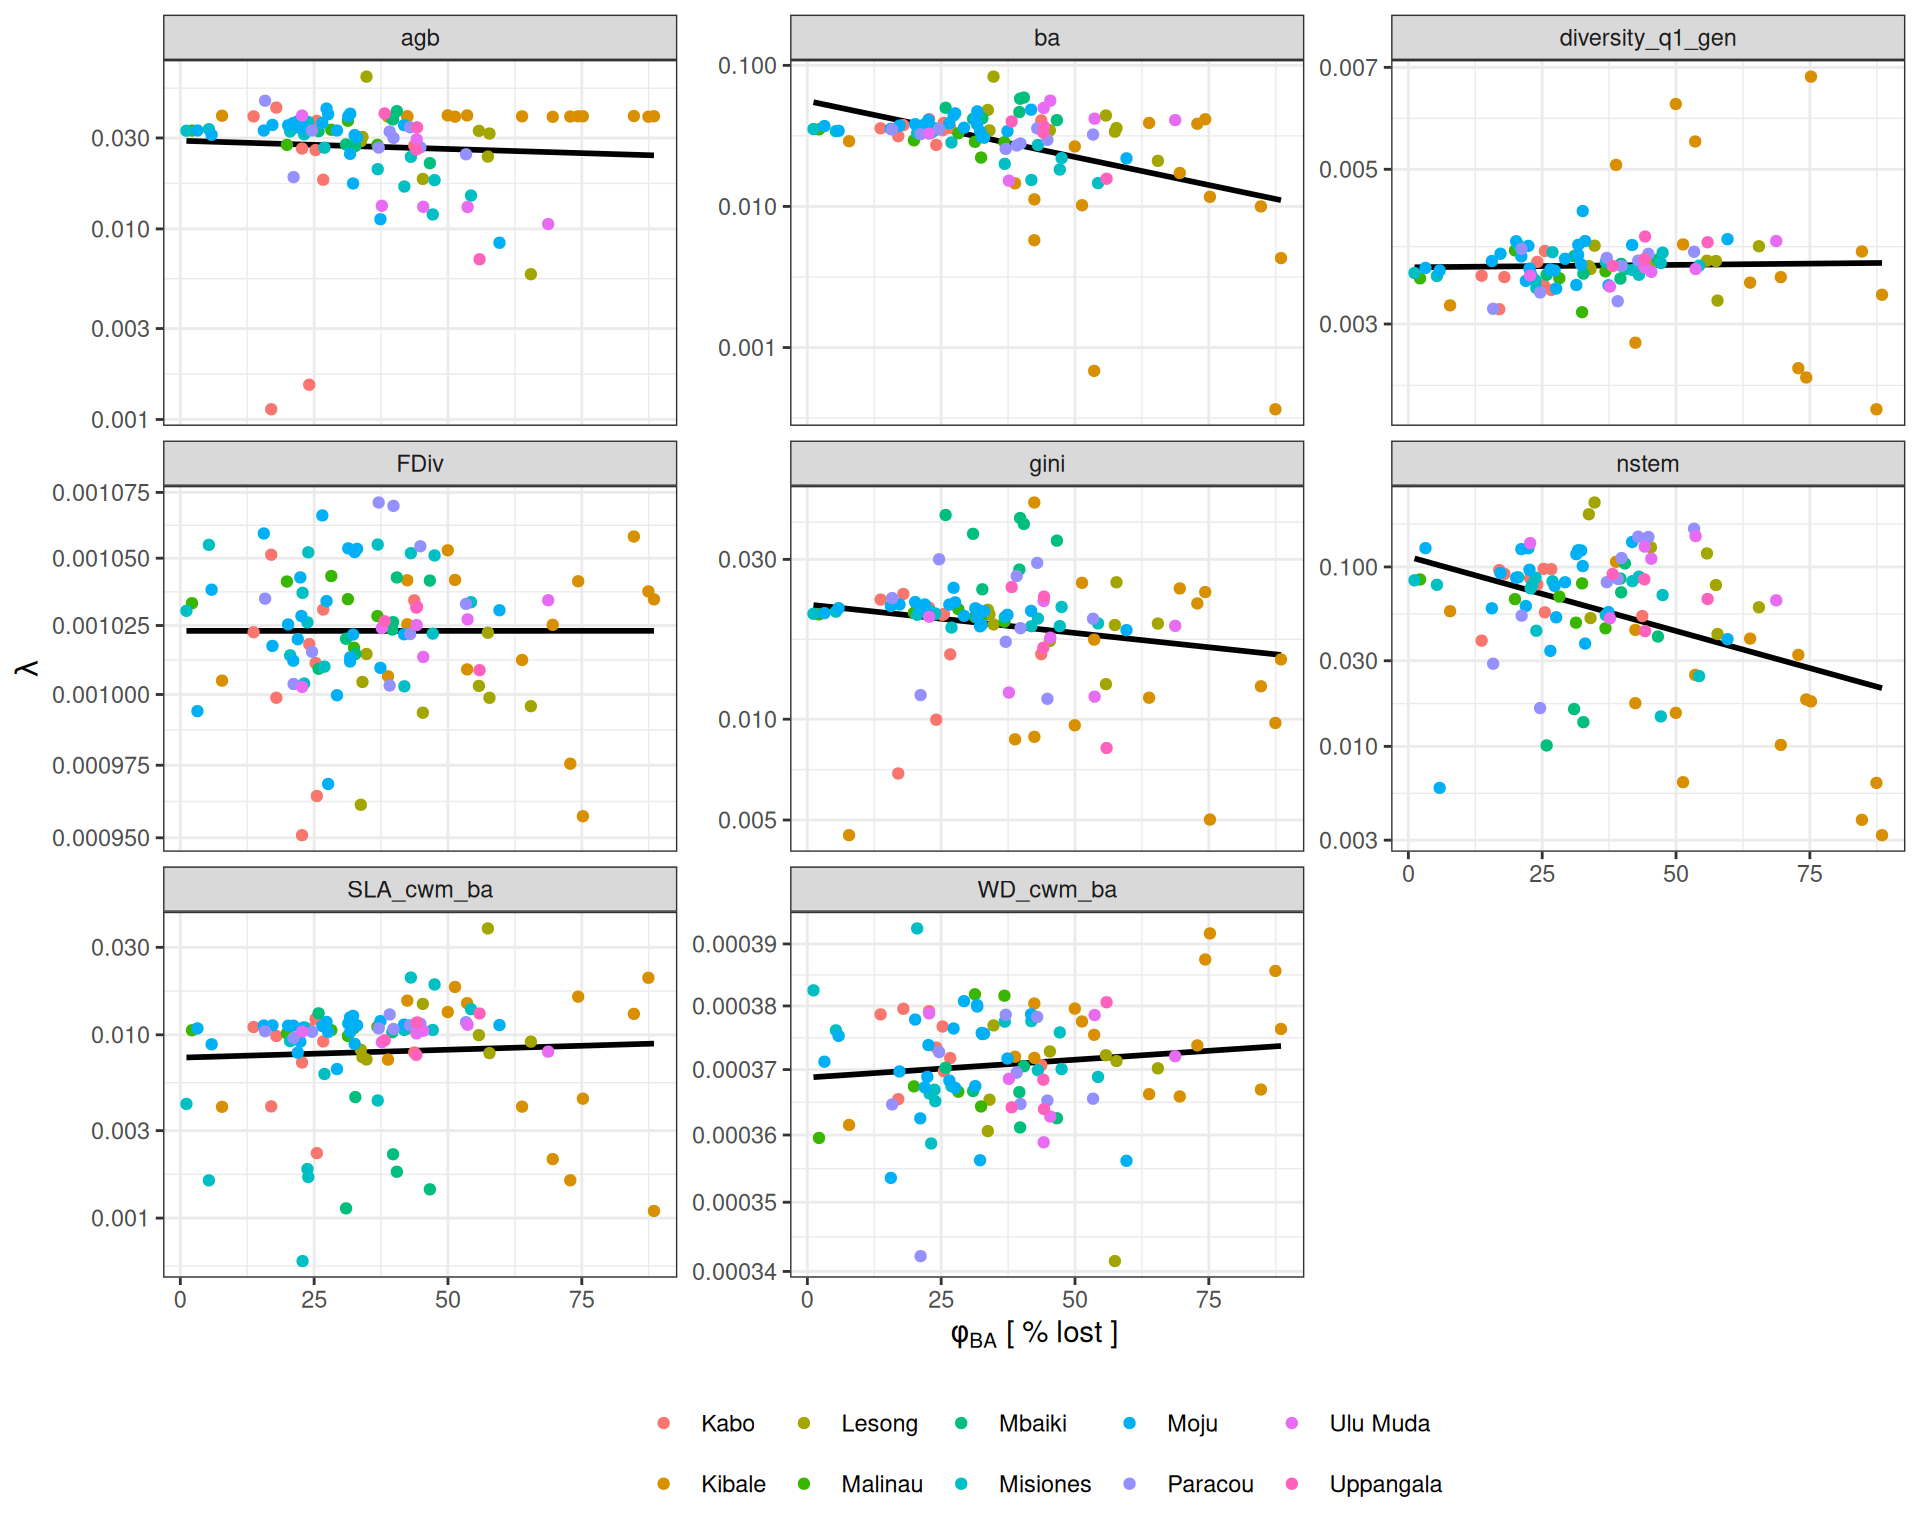 agb
ba
diversity_q1_gen
0.030
0.010
0.003
0.001
0.100
0.010
0.001
0.007
0.005
0.003
FDiv
gini
nstem
0.001075
0.001050
0.001025
0.001000
0.000975
0.000950
0.030
0.010
0.005
0.100
0.030
0.010
0.003
0 25 50 75
λ
SLA_cwm_ba
WD_cwm_ba
0.030
0.010
0.003
0.001
0.00039
0.00038
0.00037
0.00036
0.00035
0.00034
0 25 50 75
0 25 50 75
φBA [ % lost ]
Kabo Lesong Mbaiki Moju Ulu Muda
Kibale Malinau Misiones Paracou Uppangala